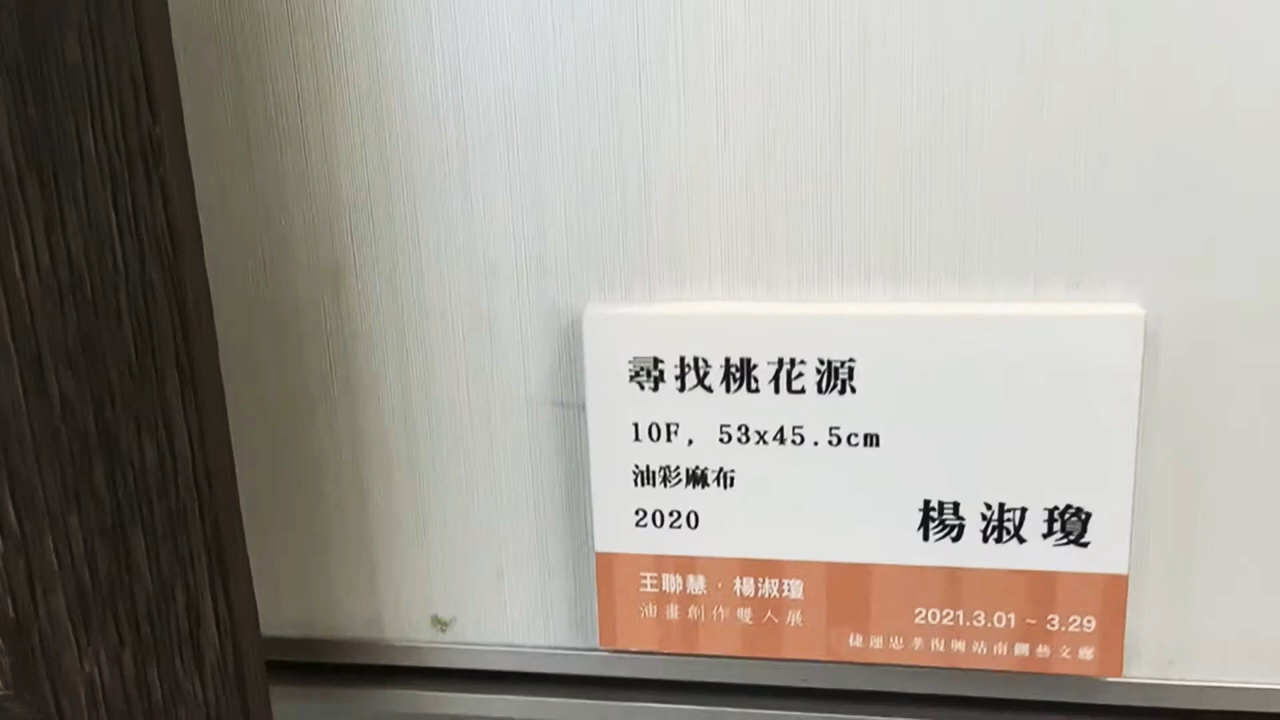 尋找桃花源
10F, 53x45.5cm
油彩麻布
2020
楊淑瓊
王聯慧·楊淑瓊
油畫創作雙人展
2021.3.01 ~ 3.29
捷運忠孝復興站南側藝文廊